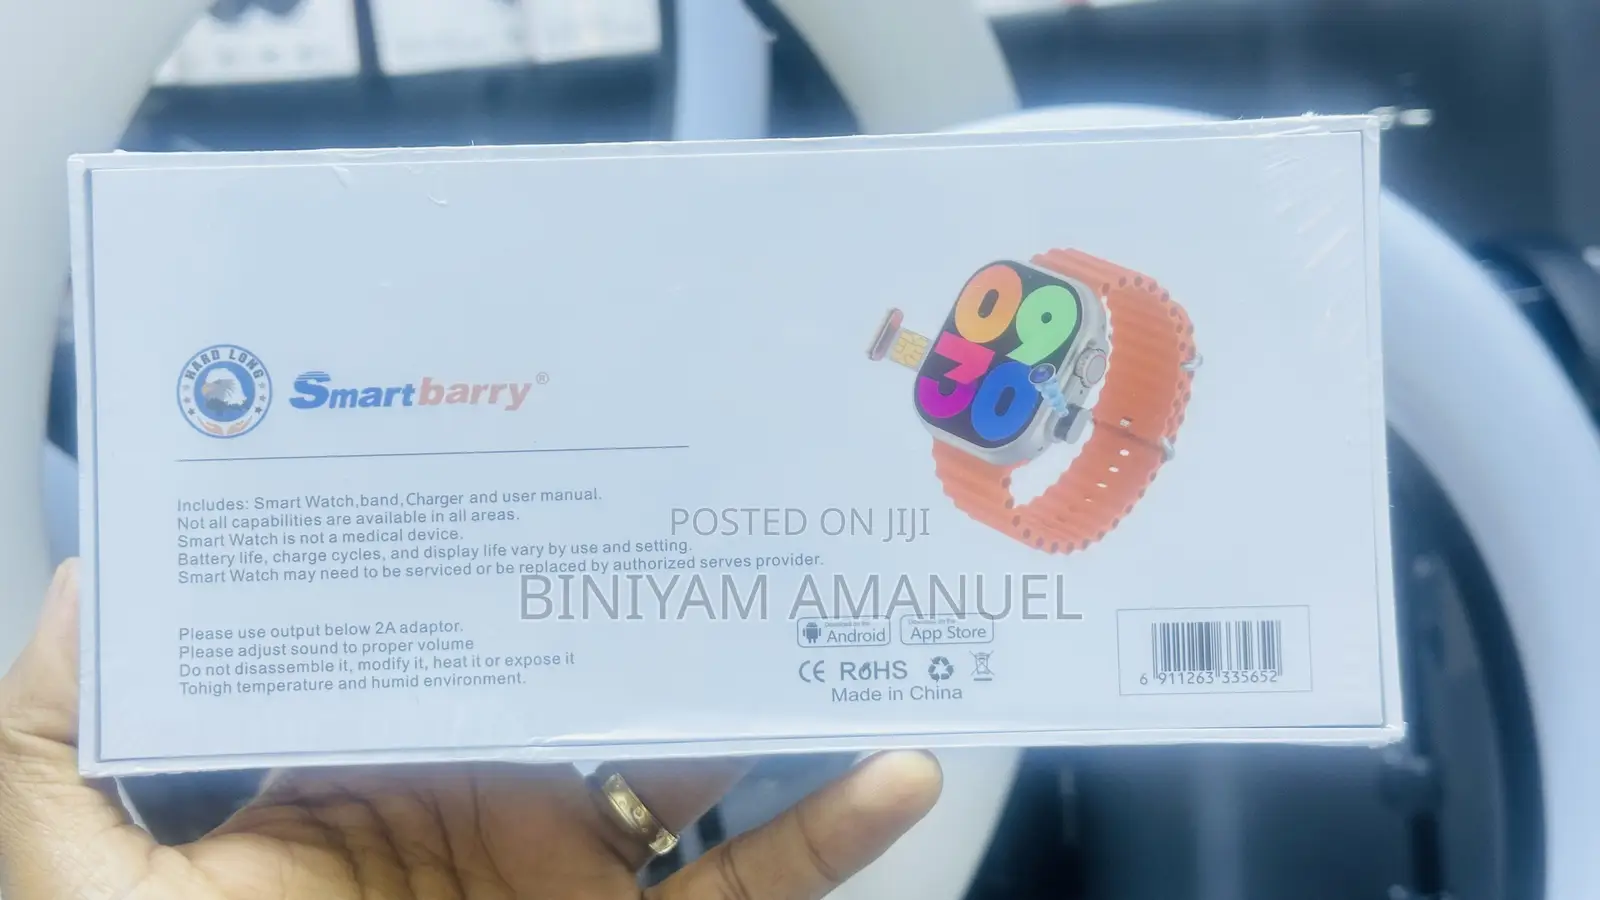 HARD LONG
Smartbarry®
Includes: Smart Watch,band,Charger and user manual.
Not all capabilities are available in all areas.
Smart Watch is not a medical device.
Battery life, charge cycles, and display life vary by use and setting.
Smart Watch may need to be serviced or be replaced by authorized serves provider.
Please use output below 2A adaptor.
Please adjust sound to proper volume
Do not disassemble it, modify it, heat it or expose it
Tohigh temperature and humid environment.
09
30
POSTED ON JIJI
BINIYAM AMANUEL
Android
App Store
CE RoHS
Made in China
6 911263 335652